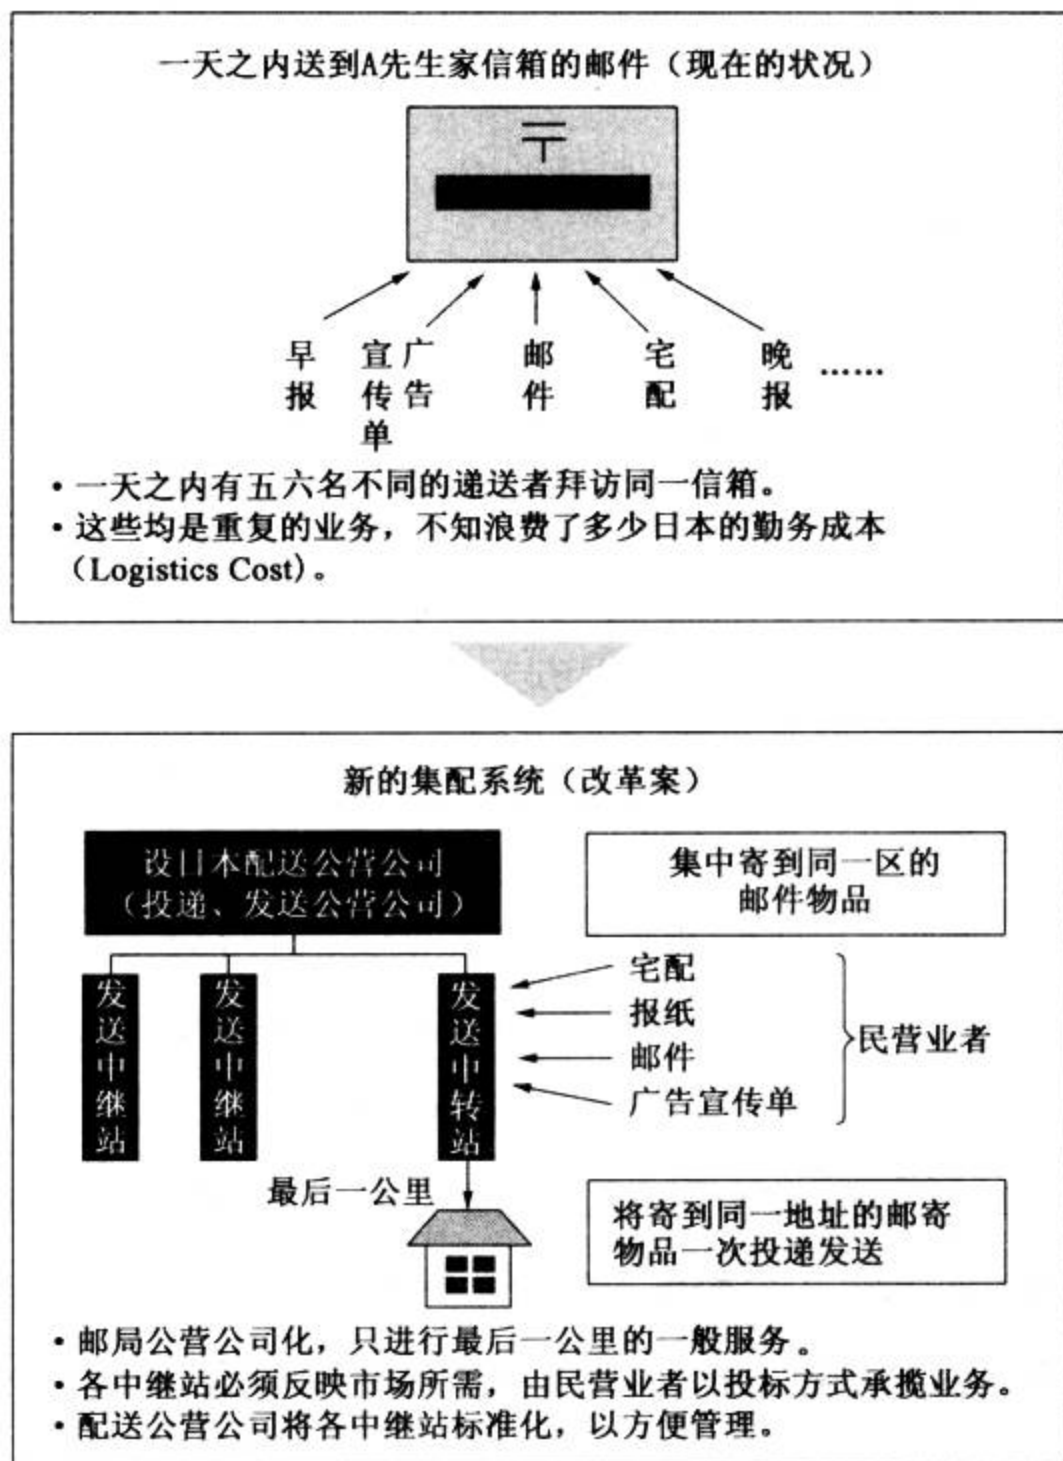 一天之内送到A先生家信箱的邮件（现在的状况）
〒
早报
宣传单
广告
邮件
宅配
晚报
……
•一天之内有五六名不同的递送者拜访同一信箱。
•这些均是重复的业务，不知浪费了多少日本的勤务成本
（Logistics Cost）。
新的集配系统（改革案）
设日本配送公营公司
（投递、发送公营公司）
集中寄到同一区的
邮件物品
发送中继站
发送中继站
发送中转站
宅配
报纸
邮件
广告宣传单
民营业者
最后一公里
将寄到同一地址的邮寄
物品一次投递发送
•邮局公营公司化，只进行最后一公里的一般服务。
•各中继站必须反映市场所需，由民营业者以投标方式承揽业务。
•配送公营公司将各中继站标准化，以方便管理。